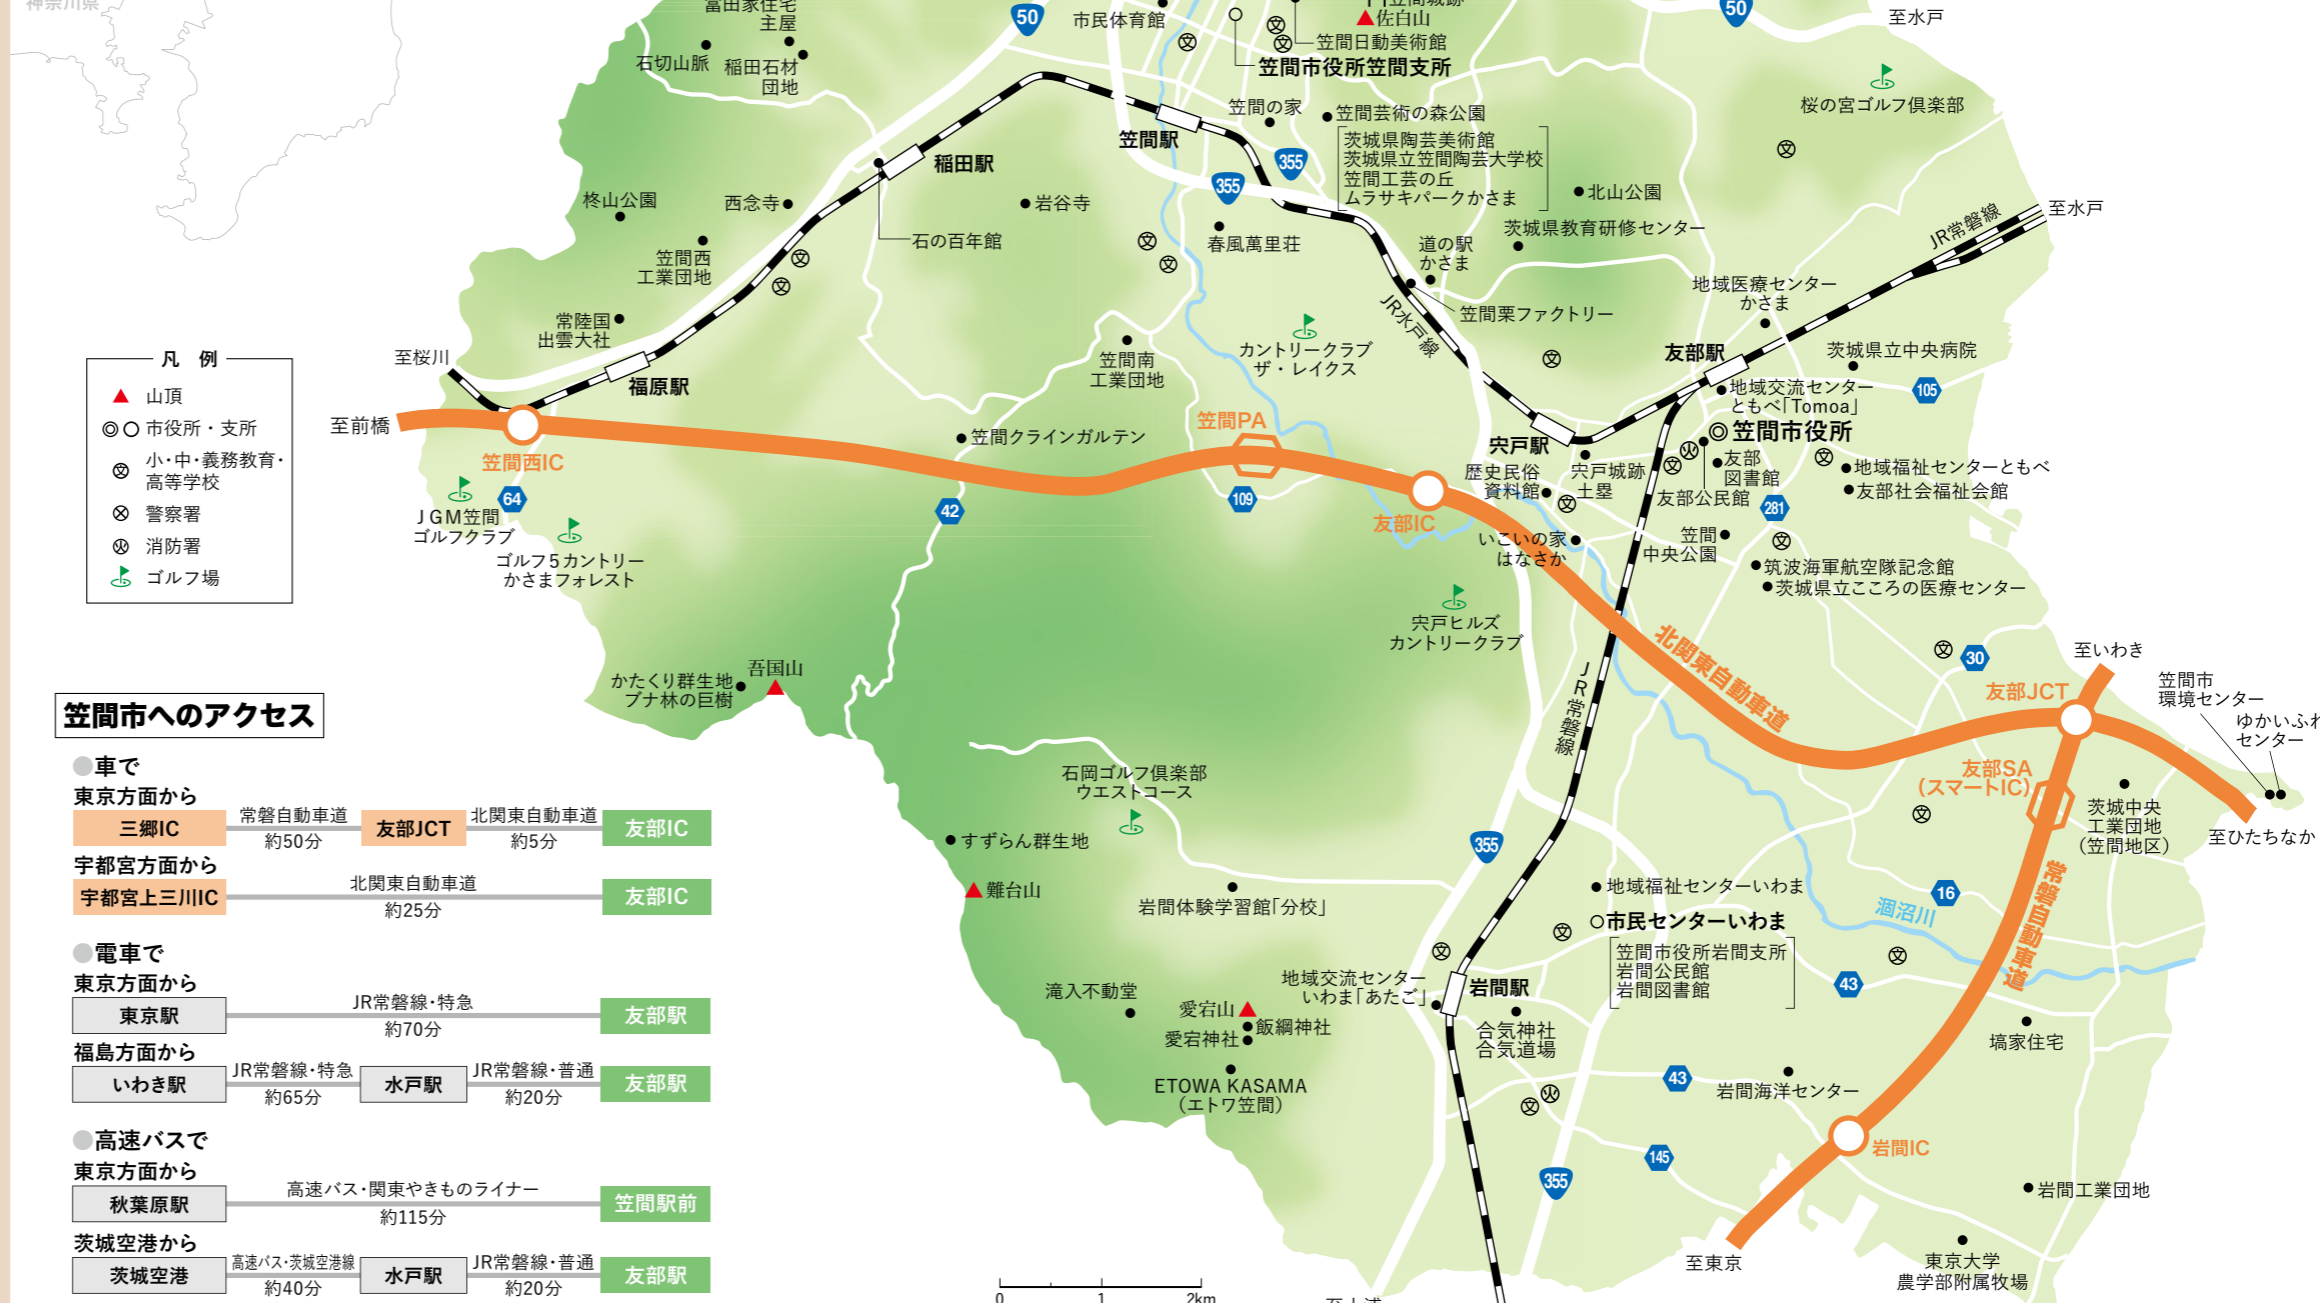 神奈川県
富田家住宅
主屋
石切山脈
稲田石材
団地
50
市民体育館
佐白山
笠間日動美術館
笠間市役所笠間支所
50
至水戸
桜の宮ゴルフ倶楽部
笠間の家
笠間芸術の森公園
茨城県陶芸美術館
茨城県立笠間陶芸大学校
笠間工芸の丘
ムラサキパークかさま
笠間駅
稲田駅
355
355
北山公園
柊山公園
西念寺
岩谷寺
石の百年館
春風萬里荘
茨城県教育研修センター
道の駅
かさま
JR常磐線
至水戸
笠間西
工業団地
常陸国
出雲大社
地域医療センター
かさま
笠間栗ファクトリー
JR水戸線
カントリークラブ
ザ・レイクス
笠間南
工業団地
友部駅
茨城県立中央病院
至桜川
福原駅
地域交流センター
ともべ「Tomoa」
105
至前橋
笠間西IC
笠間クラインガルテン
笠間PA
宍戸駅
笠間市役所
歴史民俗
資料館
宍戸城跡
土塁
友部
図書館
友部公民館
地域福祉センターともべ
友部社会福祉会館
凡 例
山頂
市役所・支所
小・中・義務教育・
高等学校
警察署
消防署
ゴルフ場
64
42
109
友部IC
281
JGM笠間
ゴルフクラブ
ゴルフ5カントリー
かさまフォレスト
いこいの家
はなさか
笠間
中央公園
筑波海軍航空隊記念館
茨城県立こころの医療センター
宍戸ヒルズ
カントリークラブ
北関東自動車道
30
至いわき
友部JCT
笠間市
環境センター
ゆかいふれ
センター
かたくり群生地
ブナ林の巨樹
吾国山
JR常磐線
友部SA
(スマートIC)
茨城中央
工業団地
(笠間地区)
至ひたちなか
石岡ゴルフ倶楽部
ウエストコース
すずらん群生地
355
難台山
岩間体験学習館「分校」
地域福祉センターいわま
市民センターいわま
笠間市役所岩間支所
岩間公民館
岩間図書館
16
涸沼川
常磐自動車道
43
滝入不動堂
愛宕山
飯綱神社
愛宕神社
地域交流センター
いわま「あたご」
岩間駅
合気神社
合気道場
塙家住宅
ETOWA KASAMA
(エトワ笠間)
43
岩間海洋センター
岩間IC
145
355
岩間工業団地
至東京
東京大学
農学部附属牧場
0 1 2km
笠間市へのアクセス
●車で
東京方面から
三郷IC 常磐自動車道 約50分 友部JCT 北関東自動車道 約5分 友部IC
宇都宮方面から
宇都宮上三川IC 北関東自動車道 約25分 友部IC
●電車で
東京方面から
東京駅 JR常磐線・特急 約70分 友部駅
福島方面から
いわき駅 JR常磐線・特急 約65分 水戸駅 JR常磐線・普通 約20分 友部駅
●高速バスで
東京方面から
秋葉原駅 高速バス・関東やきものライナー 約115分 笠間駅前
茨城空港から
茨城空港 高速バス・茨城空港線 約40分 水戸駅 JR常磐線・普通 約20分 友部駅